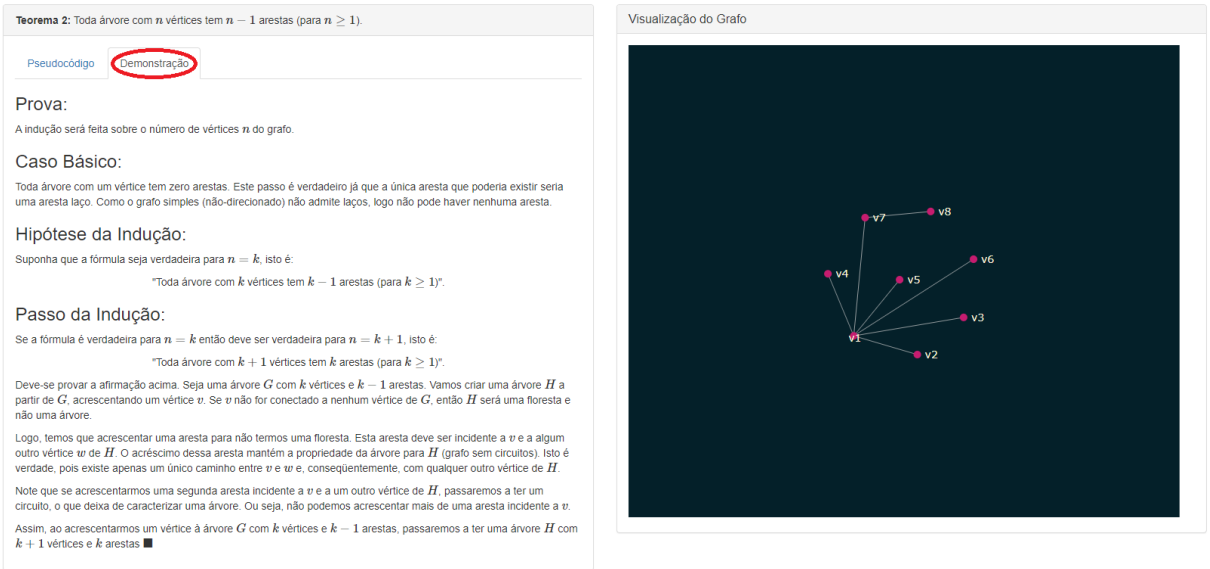 Teorema 2: Toda árvore com n vértices tem n − 1 arestas (para n ≥ 1).
Pseudocódigo
Demonstração
Prova:
A indução será feita sobre o número de vértices n do grafo.
Caso Básico:
Toda árvore com um vértice tem zero arestas. Este passo é verdadeiro já que a única aresta que poderia existir seria
uma aresta laço. Como o grafo simples (não-direcionado) não admite laços, logo não pode haver nenhuma aresta.
Hipótese da Indução:
Suponha que a fórmula seja verdadeira para n = k, isto é:
"Toda árvore com k vértices tem k − 1 arestas (para k ≥ 1)".
Passo da Indução:
Se a fórmula é verdadeira para n = k então deve ser verdadeira para n = k + 1, isto é:
"Toda árvore com k + 1 vértices tem k arestas (para k ≥ 1)".
Deve-se provar a afirmação acima. Seja uma árvore G com k vértices e k − 1 arestas. Vamos criar uma árvore H a
partir de G, acrescentando um vértice v. Se v não for conectado a nenhum vértice de G, então H será uma floresta e
não uma árvore.
Logo, temos que acrescentar uma aresta para não termos uma floresta. Esta aresta deve ser incidente a v e a algum
outro vértice w de H. O acréscimo dessa aresta mantém a propriedade da árvore para H (grafo sem circuitos). Isto é
verdade, pois existe apenas um único caminho entre v e w e, conseqüentemente, com qualquer outro vértice de H.
Note que se acrescentarmos uma segunda aresta incidente a v e a um outro vértice de H, passaremos a ter um
circuito, o que deixa de caracterizar uma árvore. Ou seja, não podemos acrescentar mais de uma aresta incidente a v.
Assim, ao acrescentarmos um vértice à árvore G com k vértices e k − 1 arestas, passaremos a ter uma árvore H com
k + 1 vértices e k arestas ■
Visualização do Grafo
v8
v7
v6
v4
v5
v3
v1
v2